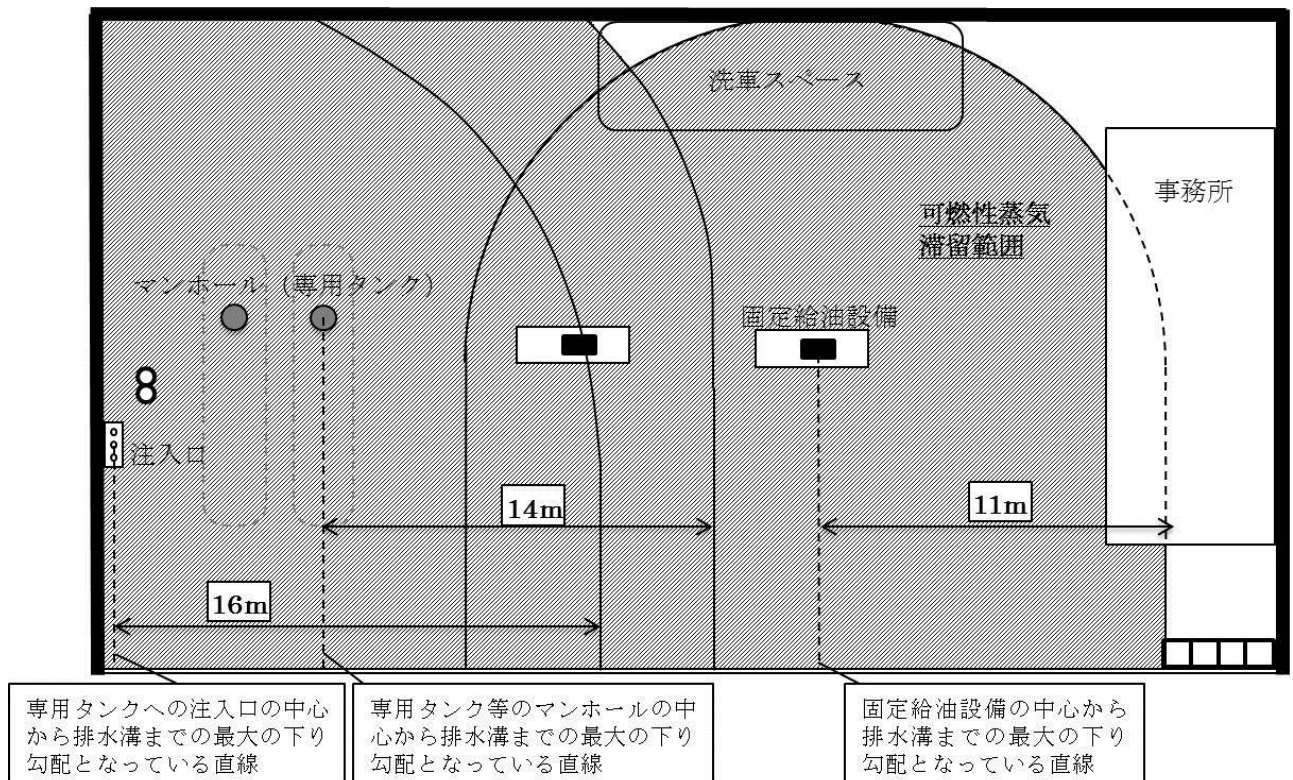 洗車スペース
事務所
可燃性蒸気
滞留範囲
マンホール（専用タンク）
固定給油設備
注入口
14m
11m
16m
専用タンクへの注入口の中心
から排水溝までの最大の下り
勾配となっている直線
専用タンク等のマンホールの中
心から排水溝までの最大の下り
勾配となっている直線
固定給油設備の中心から
排水溝までの最大の下り
勾配となっている直線